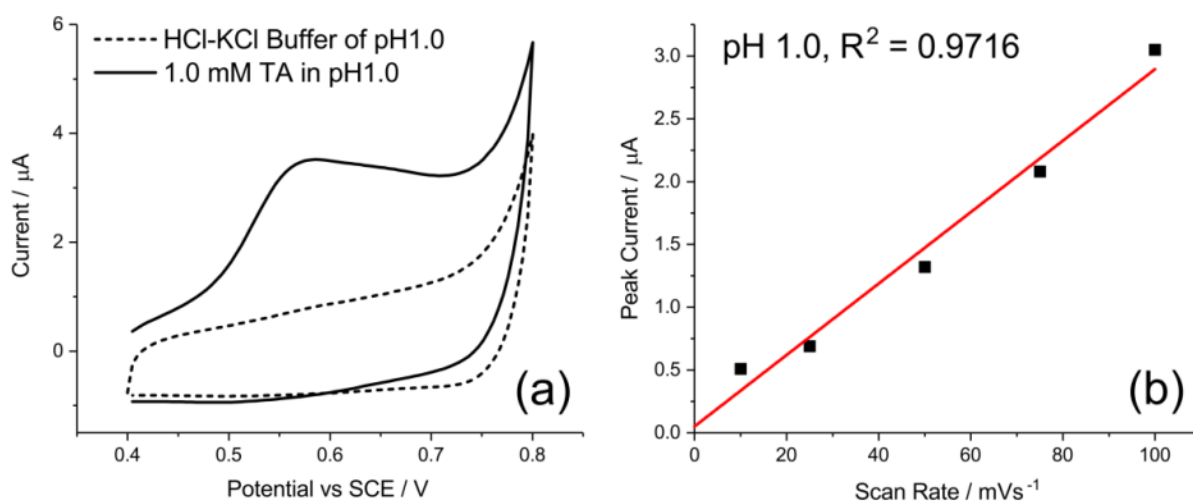 HCl-KCl Buffer of pH1.0
1.0 mM TA in pH1.0
6
4
2
0
Current / μA
0.4 0.5 0.6 0.7 0.8
Potential vs SCE / V
(a)
pH 1.0, R² = 0.9716
3.0
2.5
2.0
1.5
1.0
0.5
0.0
Peak Current / μA
0 20 40 60 80 100
Scan Rate / mVs⁻¹
(b)